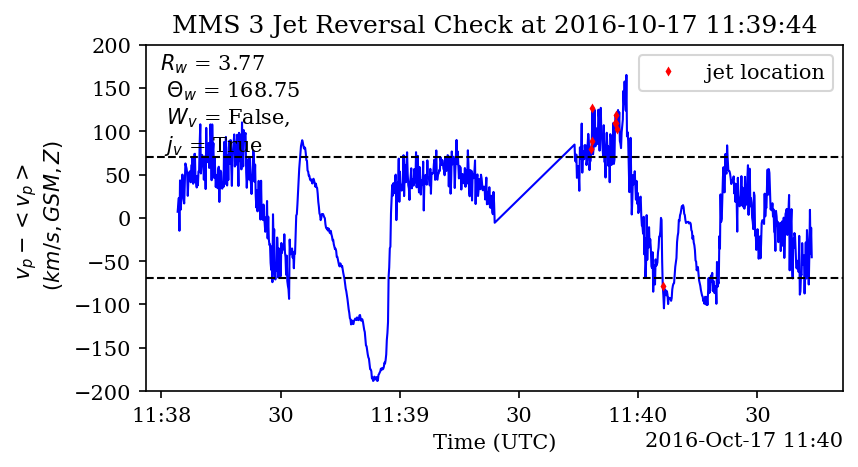 MMS 3 Jet Reversal Check at 2016-10-17 11:39:44
R_w = 3.77
Θ_w = 168.75
W_v = False,
j_v = True
jet location
v_p − < v_p >
(km/s, GSM, Z)
200
150
100
50
0
−50
−100
−150
−200
11:38
30
11:39
30
11:40
30
Time (UTC)
2016-Oct-17 11:40